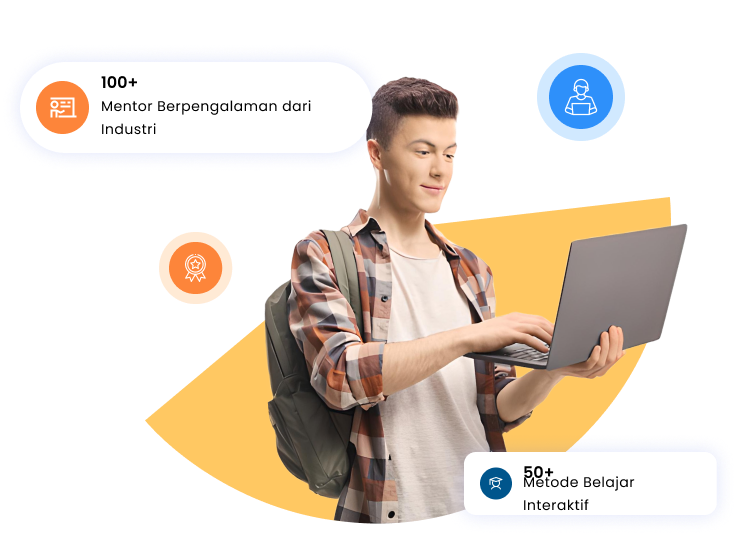 100+
Mentor Berpengalaman dari
Industri
50+
Metode Belajar
Interaktif